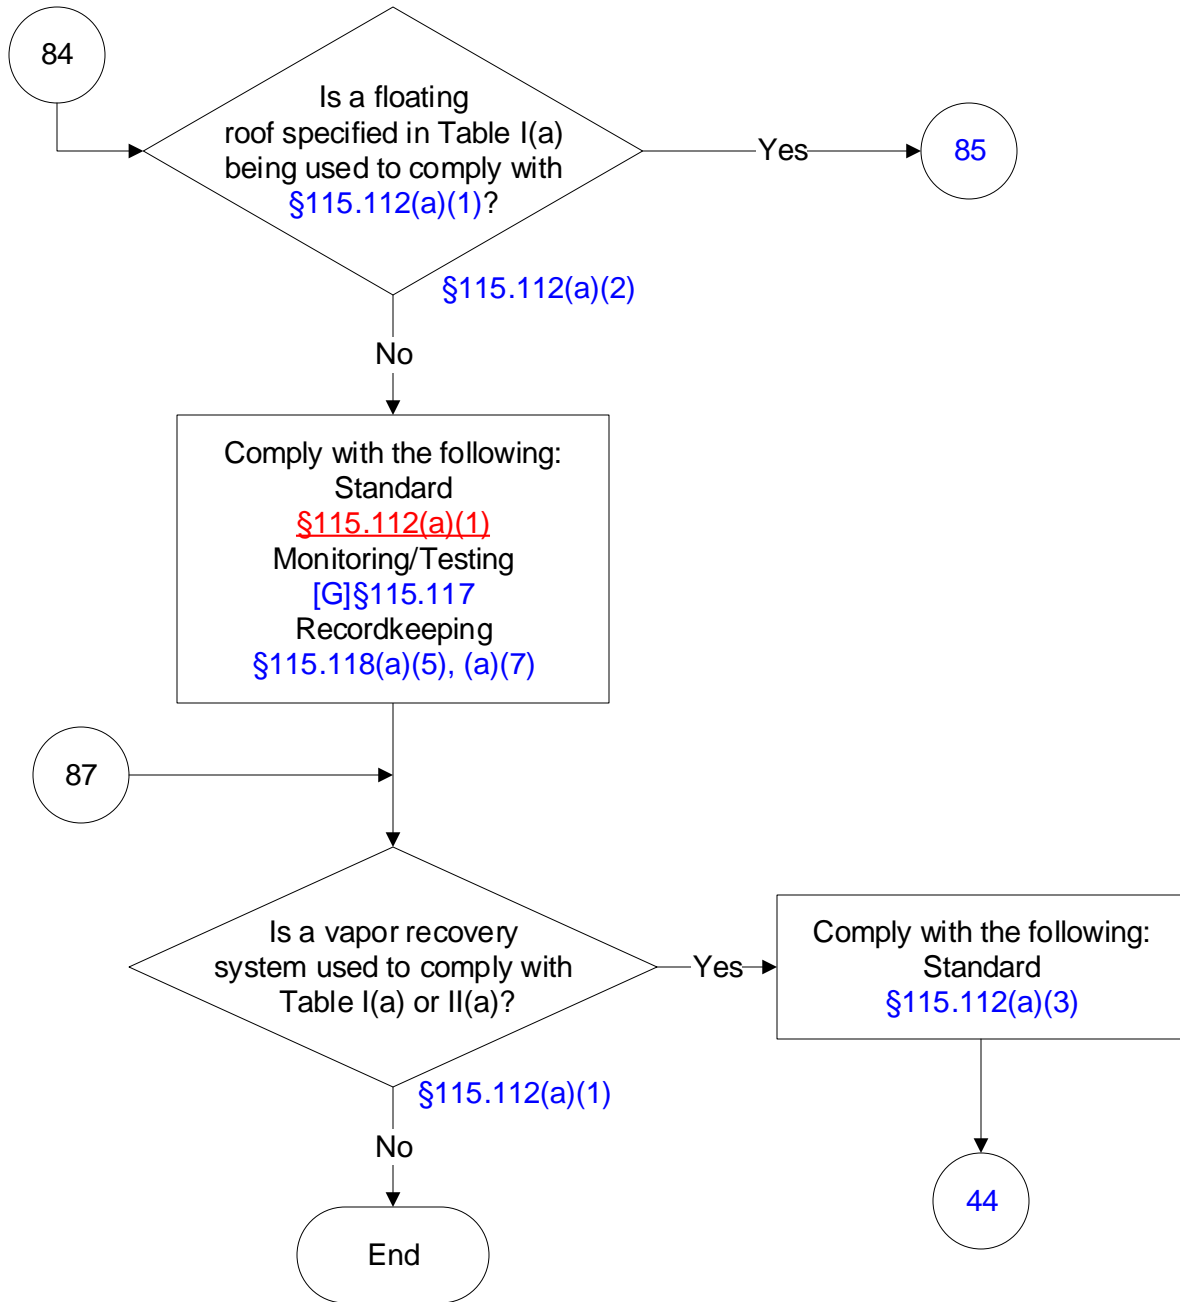 84
Is a floating
roof specified in Table I(a)
being used to comply with
§115.112(a)(1)?
Yes
85
§115.112(a)(2)
No
Comply with the following:
Standard
§115.112(a)(1)
Monitoring/Testing
[G]§115.117
Recordkeeping
§115.118(a)(5), (a)(7)
87
Is a vapor recovery
system used to comply with
Table I(a) or II(a)?
Yes
Comply with the following:
Standard
§115.112(a)(3)
§115.112(a)(1)
No
44
End